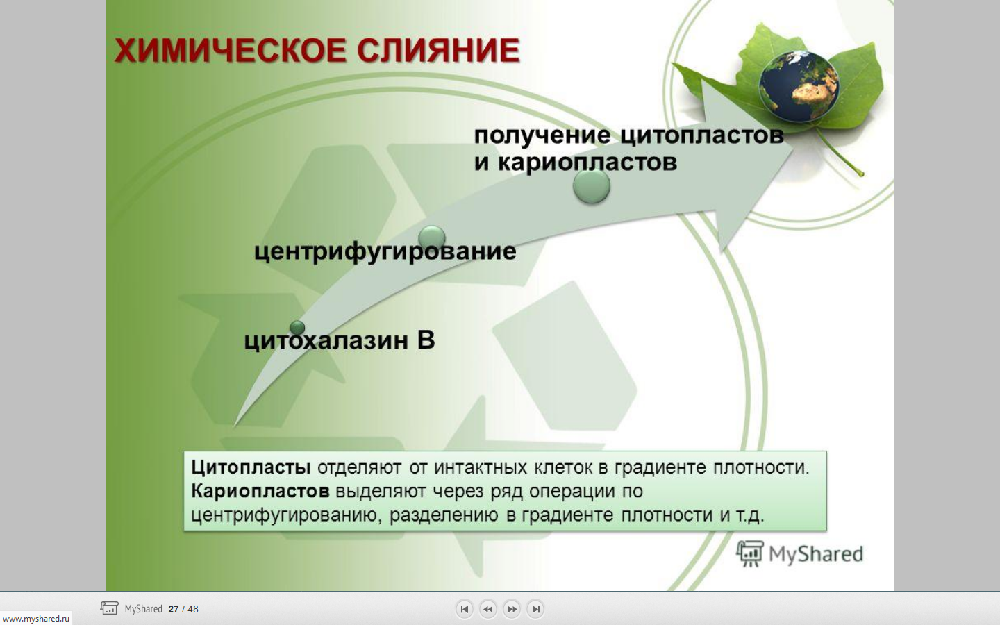 ХИМИЧЕСКОЕ СЛИЯНИЕ
получение цитопластов
и кариопластов
центрифугирование
цитохалазин В
Цитопласты отделяют от интактных клеток в градиенте плотности.
Кариопластов выделяют через ряд операции по
центрифугированию, разделению в градиенте плотности и т.д.
MyShared
MyShared 27 / 48
www.myshared.ru